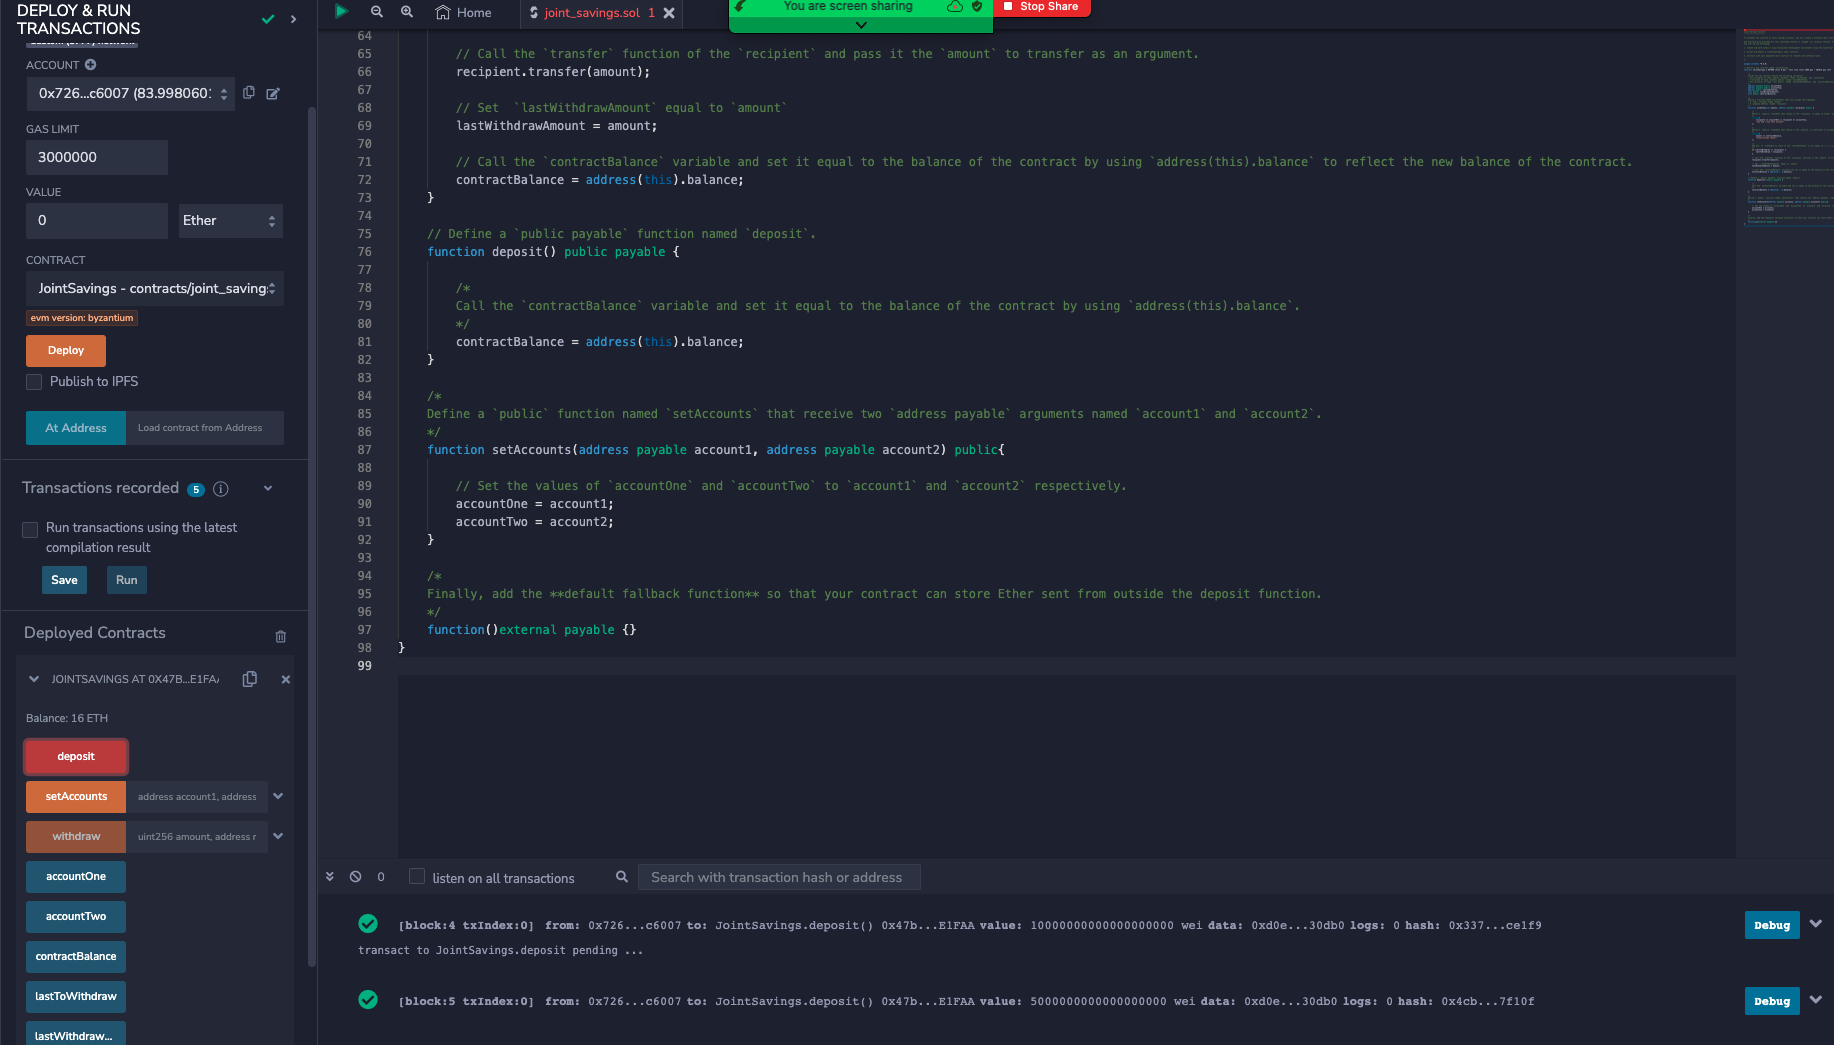 DEPLOY & RUN
TRANSACTIONS
ACCOUNT
0x726...c6007 (83.998060:
GAS LIMIT
3000000
VALUE
0
Ether
CONTRACT
JointSavings - contracts/joint_saving:
evm version: byzantium
Deploy
Publish to IPFS
At Address
Load contract from Address
Transactions recorded 5 i
Run transactions using the latest
compilation result
Save
Run
Deployed Contracts
JOINTSAVINGS AT 0X47B...E1FA
Balance: 16 ETH
deposit
setAccounts
address account1, address
withdraw
uint256 amount, address r
accountOne
accountTwo
contractBalance
lastToWithdraw
lastWithdraw...
Home
joint_savings.sol 1
You are screen sharing
Stop Share
64
65 // Call the `transfer` function of the `recipient` and pass it the `amount` to transfer as an argument.
66 recipient.transfer(amount);
67
68 // Set  `lastWithdrawAmount` equal to `amount`
69 lastWithdrawAmount = amount;
70
71 // Call the `contractBalance` variable and set it equal to the balance of the contract by using `address(this).balance` to reflect the new balance of the contract.
72 contractBalance = address(this).balance;
73 }
74
75 // Define a `public payable` function named `deposit`.
76 function deposit() public payable {
77
78 /*
79 Call the `contractBalance` variable and set it equal to the balance of the contract by using `address(this).balance`.
80 */
81 contractBalance = address(this).balance;
82 }
83
84 /*
85 Define a `public` function named `setAccounts` that receive two `address payable` arguments named `account1` and `account2`.
86 */
87 function setAccounts(address payable account1, address payable account2) public{
88
89 // Set the values of `accountOne` and `accountTwo` to `account1` and `account2` respectively.
90 accountOne = account1;
91 accountTwo = account2;
92 }
93
94 /*
95 Finally, add the **default fallback function** so that your contract can store Ether sent from outside the deposit function.
96 */
97 function()external payable {}
98 }
99
0
listen on all transactions
Search with transaction hash or address
[block:4 txIndex:0] from: 0x726...c6007 to: JointSavings.deposit() 0x47b...E1FAA value: 10000000000000000000 wei data: 0xd0e...30db0 logs: 0 hash: 0x337...ce1f9
Debug
transact to JointSavings.deposit pending ...
[block:5 txIndex:0] from: 0x726...c6007 to: JointSavings.deposit() 0x47b...E1FAA value: 5000000000000000000 wei data: 0xd0e...30db0 logs: 0 hash: 0x4cb...7f10f
Debug